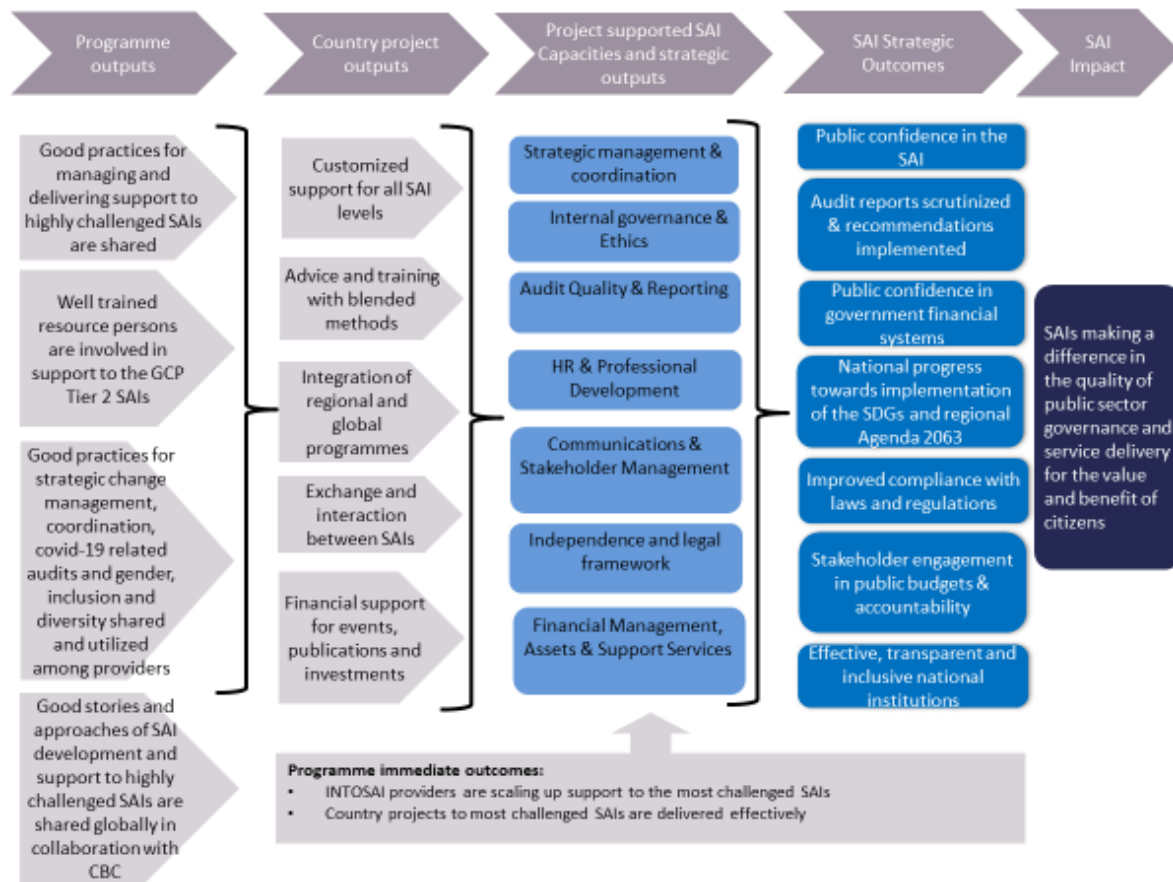 Programme
outputs
Country project
outputs
Project supported SAI
Capacities and strategic
outputs
SAI Strategic
Outcomes
SAI
Impact
Good practices for
managing and
delivering support to
highly challenged SAIs
are shared
Well trained
resource persons
are involved in
support to the GCP
Tier 2 SAIs
Good practices for
strategic change
management,
coordination,
covid-19 related
audits and gender,
inclusion and
diversity shared
and utilized
among providers
Good stories and
approaches of SAI
development and
support to highly
challenged SAIs are
shared globally in
collaboration with
CBC
Customized
support for all SAI
levels
Advice and training
with blended
methods
Integration of
regional and
global
programmes
Exchange and
interaction
between SAIs
Financial support
for events,
publications and
investments
Strategic management &
coordination
Internal governance &
Ethics
Audit Quality & Reporting
HR & Professional
Development
Communications &
Stakeholder Management
Independence and legal
framework
Financial Management,
Assets & Support Services
Public confidence in the
SAI
Audit reports scrutinized
& recommendations
implemented
Public confidence in
government financial
systems
National progress
towards implementation
of the SDGs and regional
Agenda 2063
Improved compliance with
laws and regulations
Stakeholder engagement
in public budgets &
accountability
Effective, transparent and
inclusive national
institutions
SAIs making a
difference in
the quality of
public sector
governance and
service delivery
for the value
and benefit of
citizens
Programme immediate outcomes:
• INTOSAI providers are scaling up support to the most challenged SAIs
• Country projects to most challenged SAIs are delivered effectively